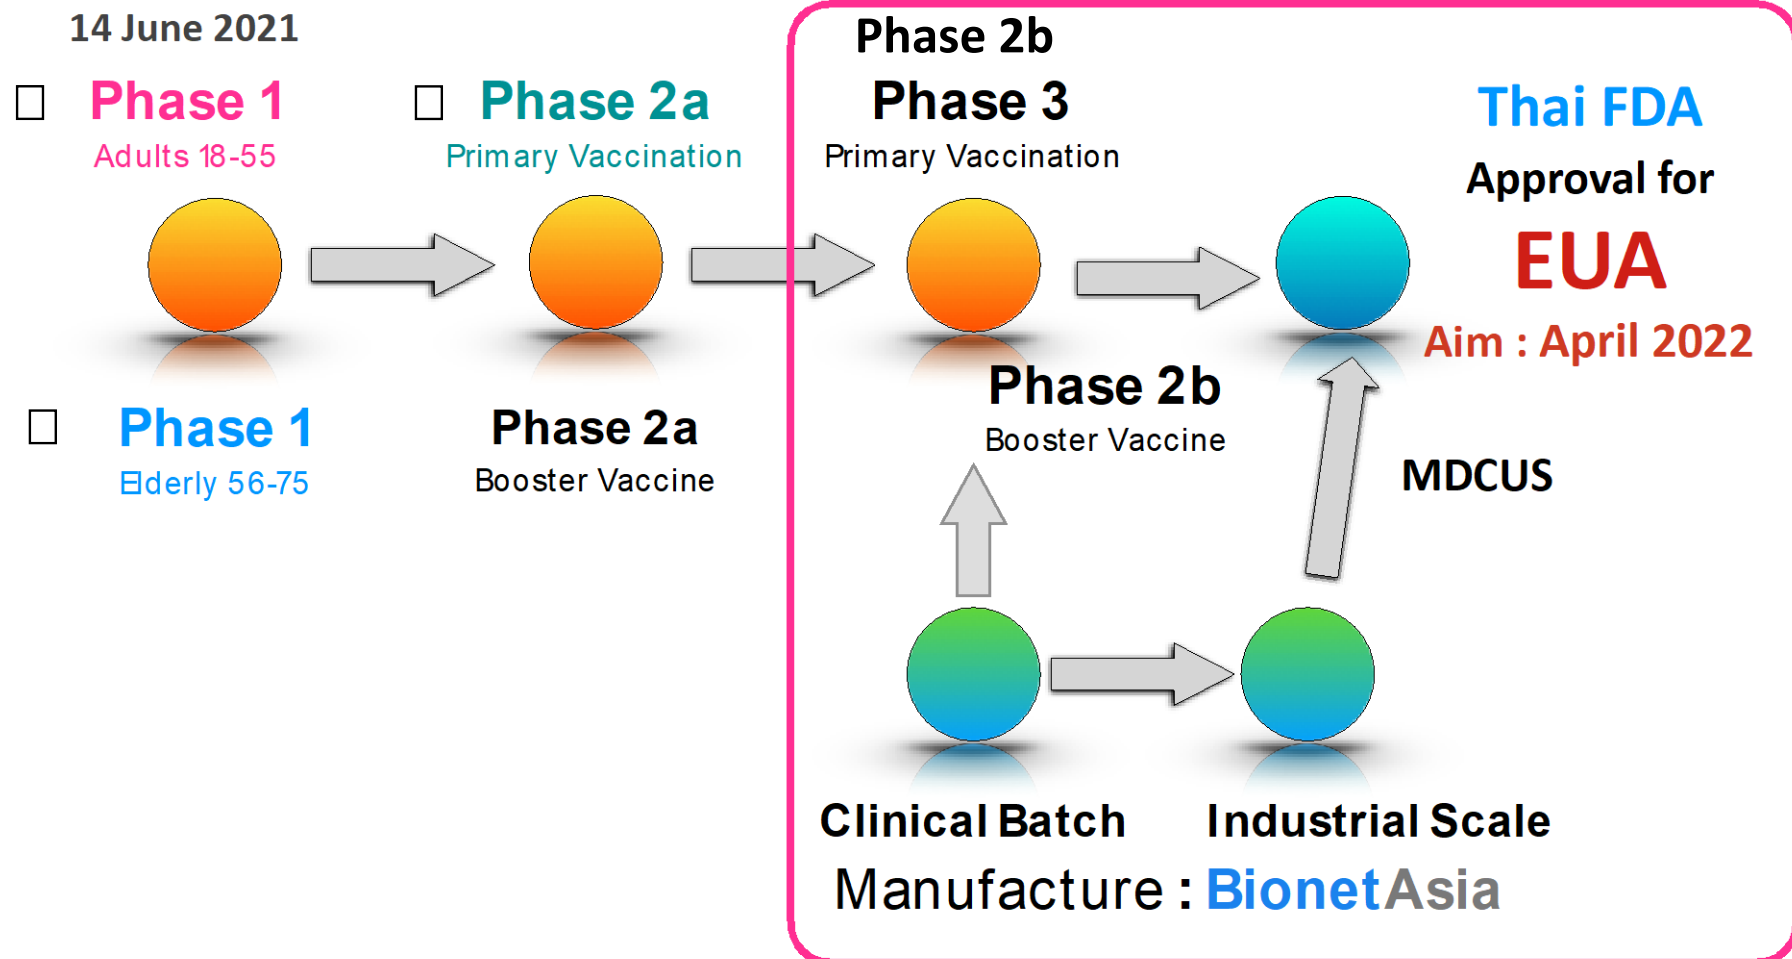 14 June 2021
Phase 1
Adults 18-55
Phase 2a
Primary Vaccination
Phase 2b
Phase 3
Primary Vaccination
Thai FDA
Approval for
EUA
Aim : April 2022
Phase 1
Elderly 56-75
Phase 2a
Booster Vaccine
Phase 2b
Booster Vaccine
MDCUS
Clinical Batch
Industrial Scale
Manufacture : BionetAsia